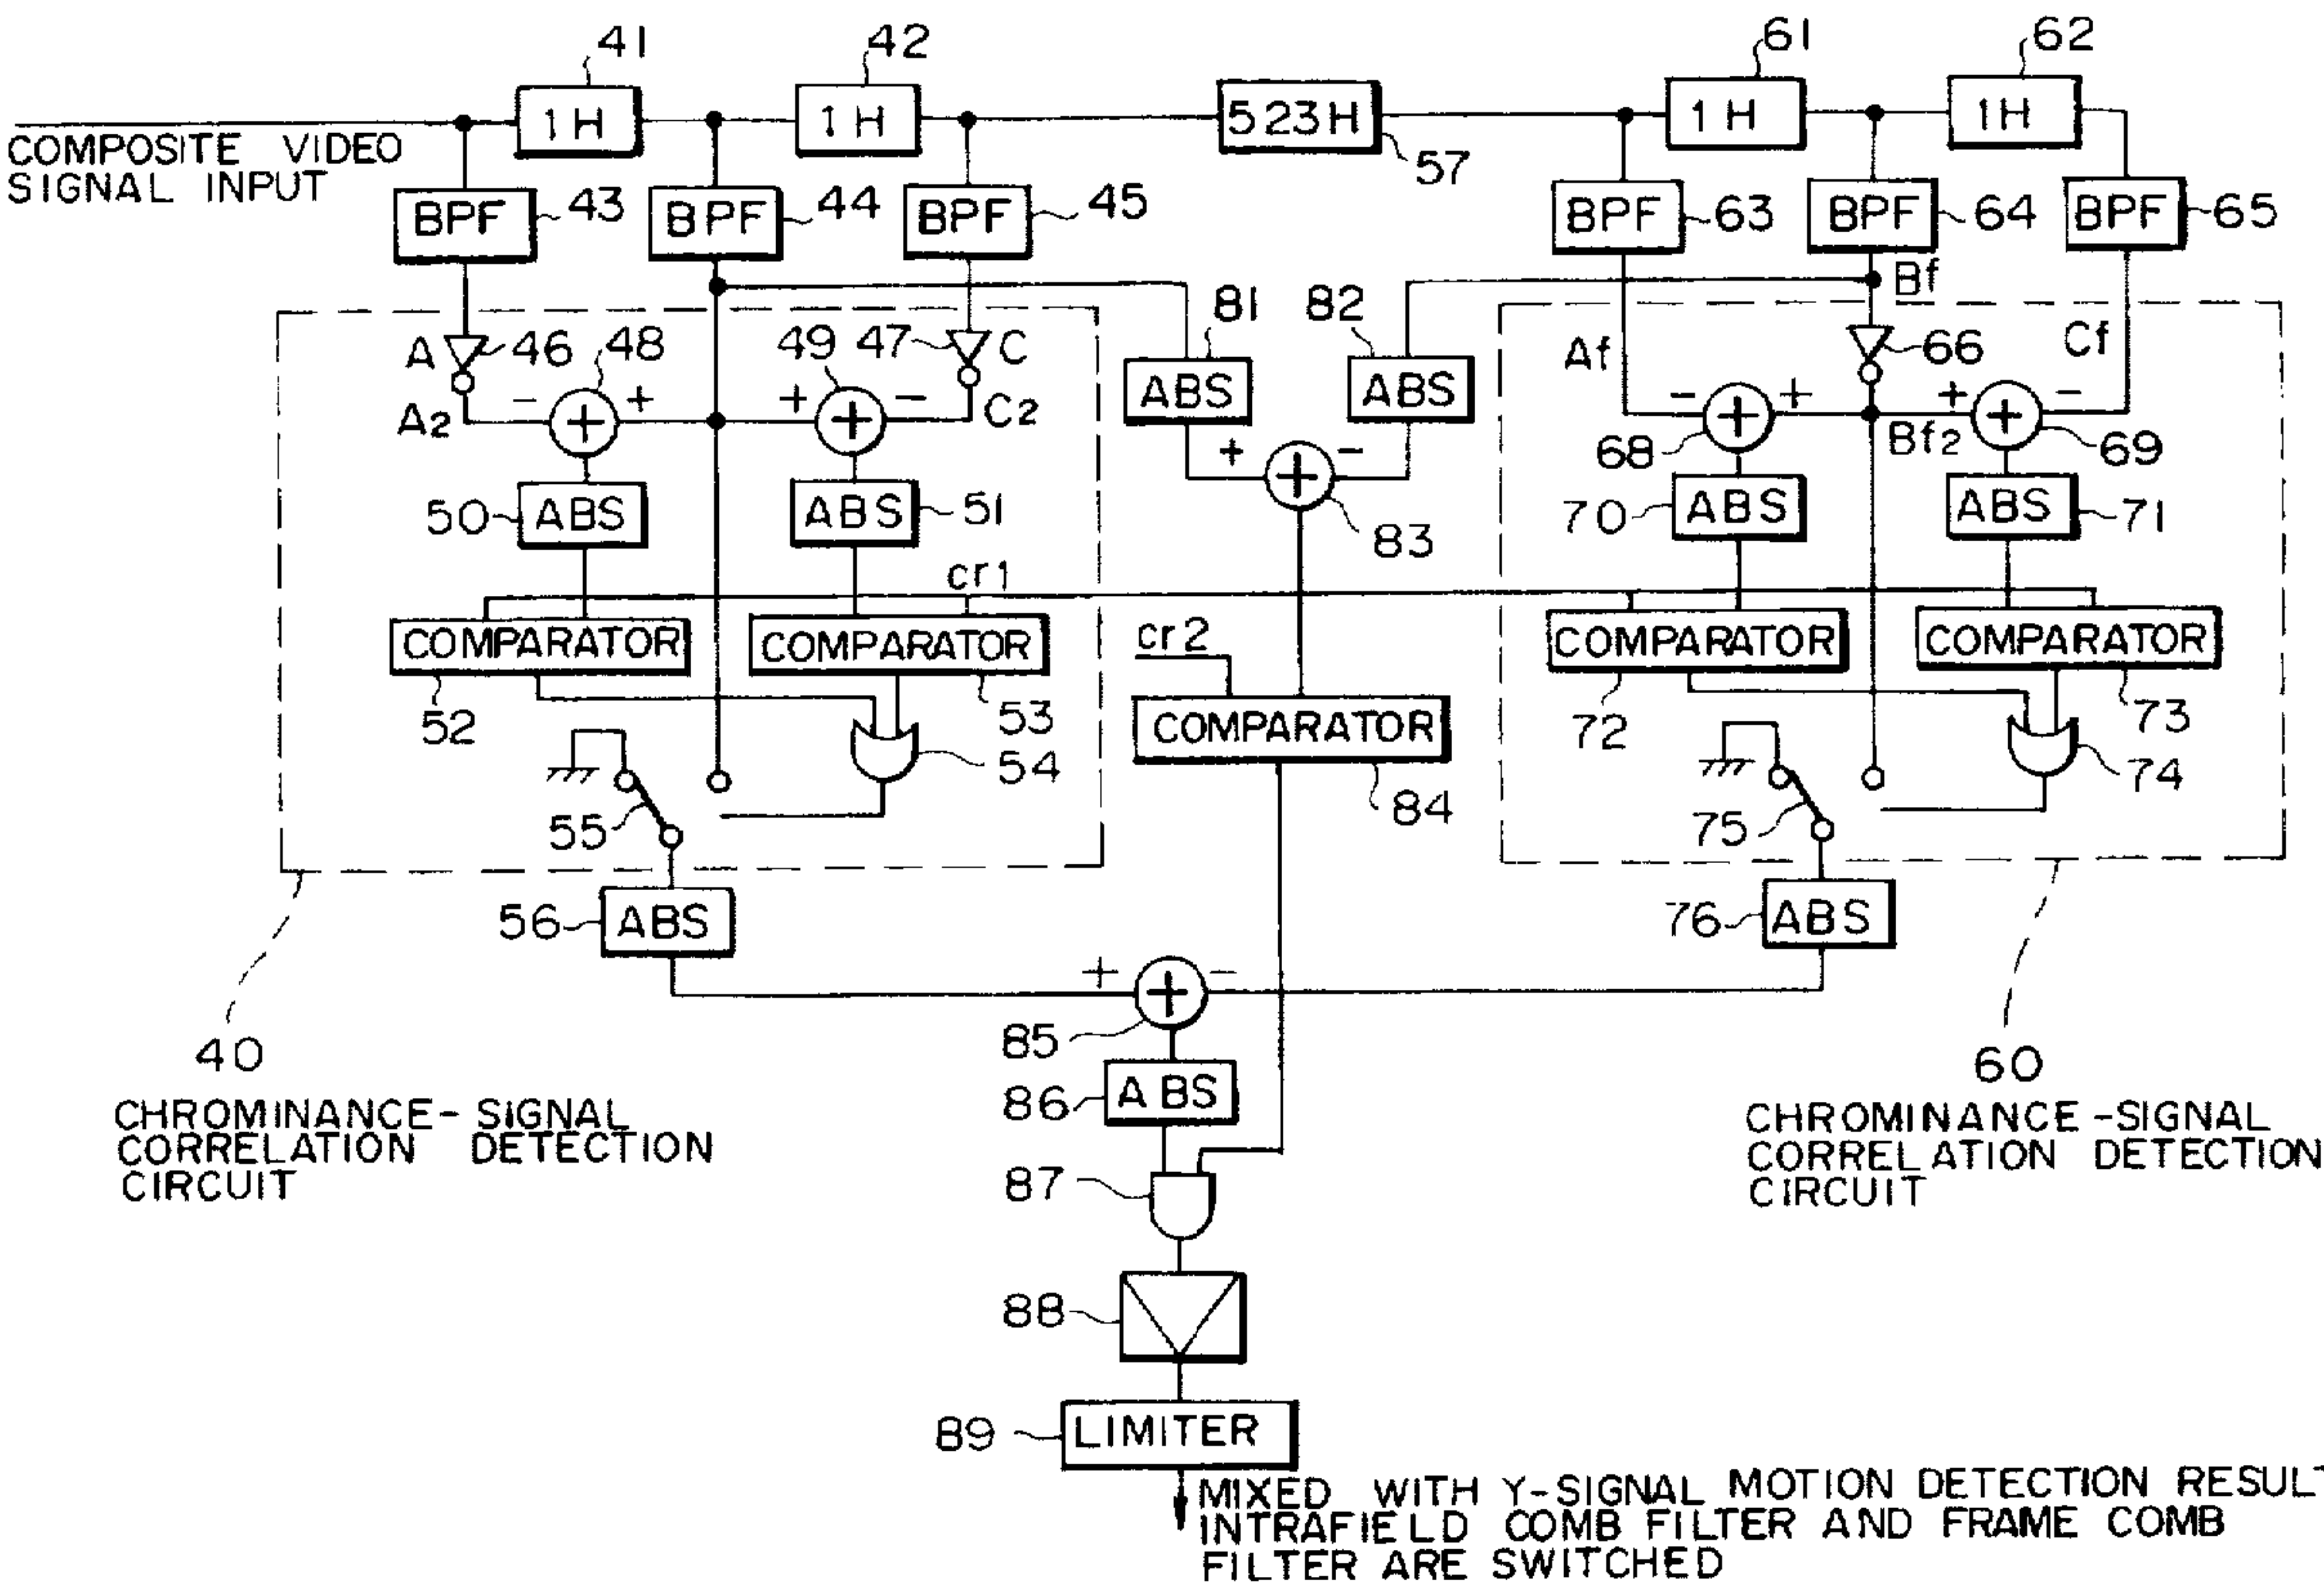 41
42
61
62
1H
1H
523H
1H
1H
COMPOSITE VIDEO
SIGNAL INPUT
57
BPF
43
BPF
44
BPF
45
BPF
63
BPF
64
BPF
65
Bf
81
82
A
46
48
49
47
C
Af
66
Cf
ABS
ABS
A2
-
+
+
-
C2
-
+
+
-
+
+
+
+
68
Bf2
69
+
-
+
50
ABS
ABS
51
83
70
ABS
ABS
71
cr1
COMPARATOR
COMPARATOR
cr2
COMPARATOR
COMPARATOR
52
53
COMPARATOR
72
73
54
74
55
84
75
56
ABS
76
ABS
+
-
+
85
40
60
86
ABS
CHROMINANCE-SIGNAL
CORRELATION DETECTION
CIRCUIT
CHROMINANCE-SIGNAL
CORRELATION DETECTION
CIRCUIT
87
88
89
LIMITER
MIXED WITH Y-SIGNAL MOTION DETECTION RESULT
INTRAFIELD COMB FILTER AND FRAME COMB
FILTER ARE SWITCHED